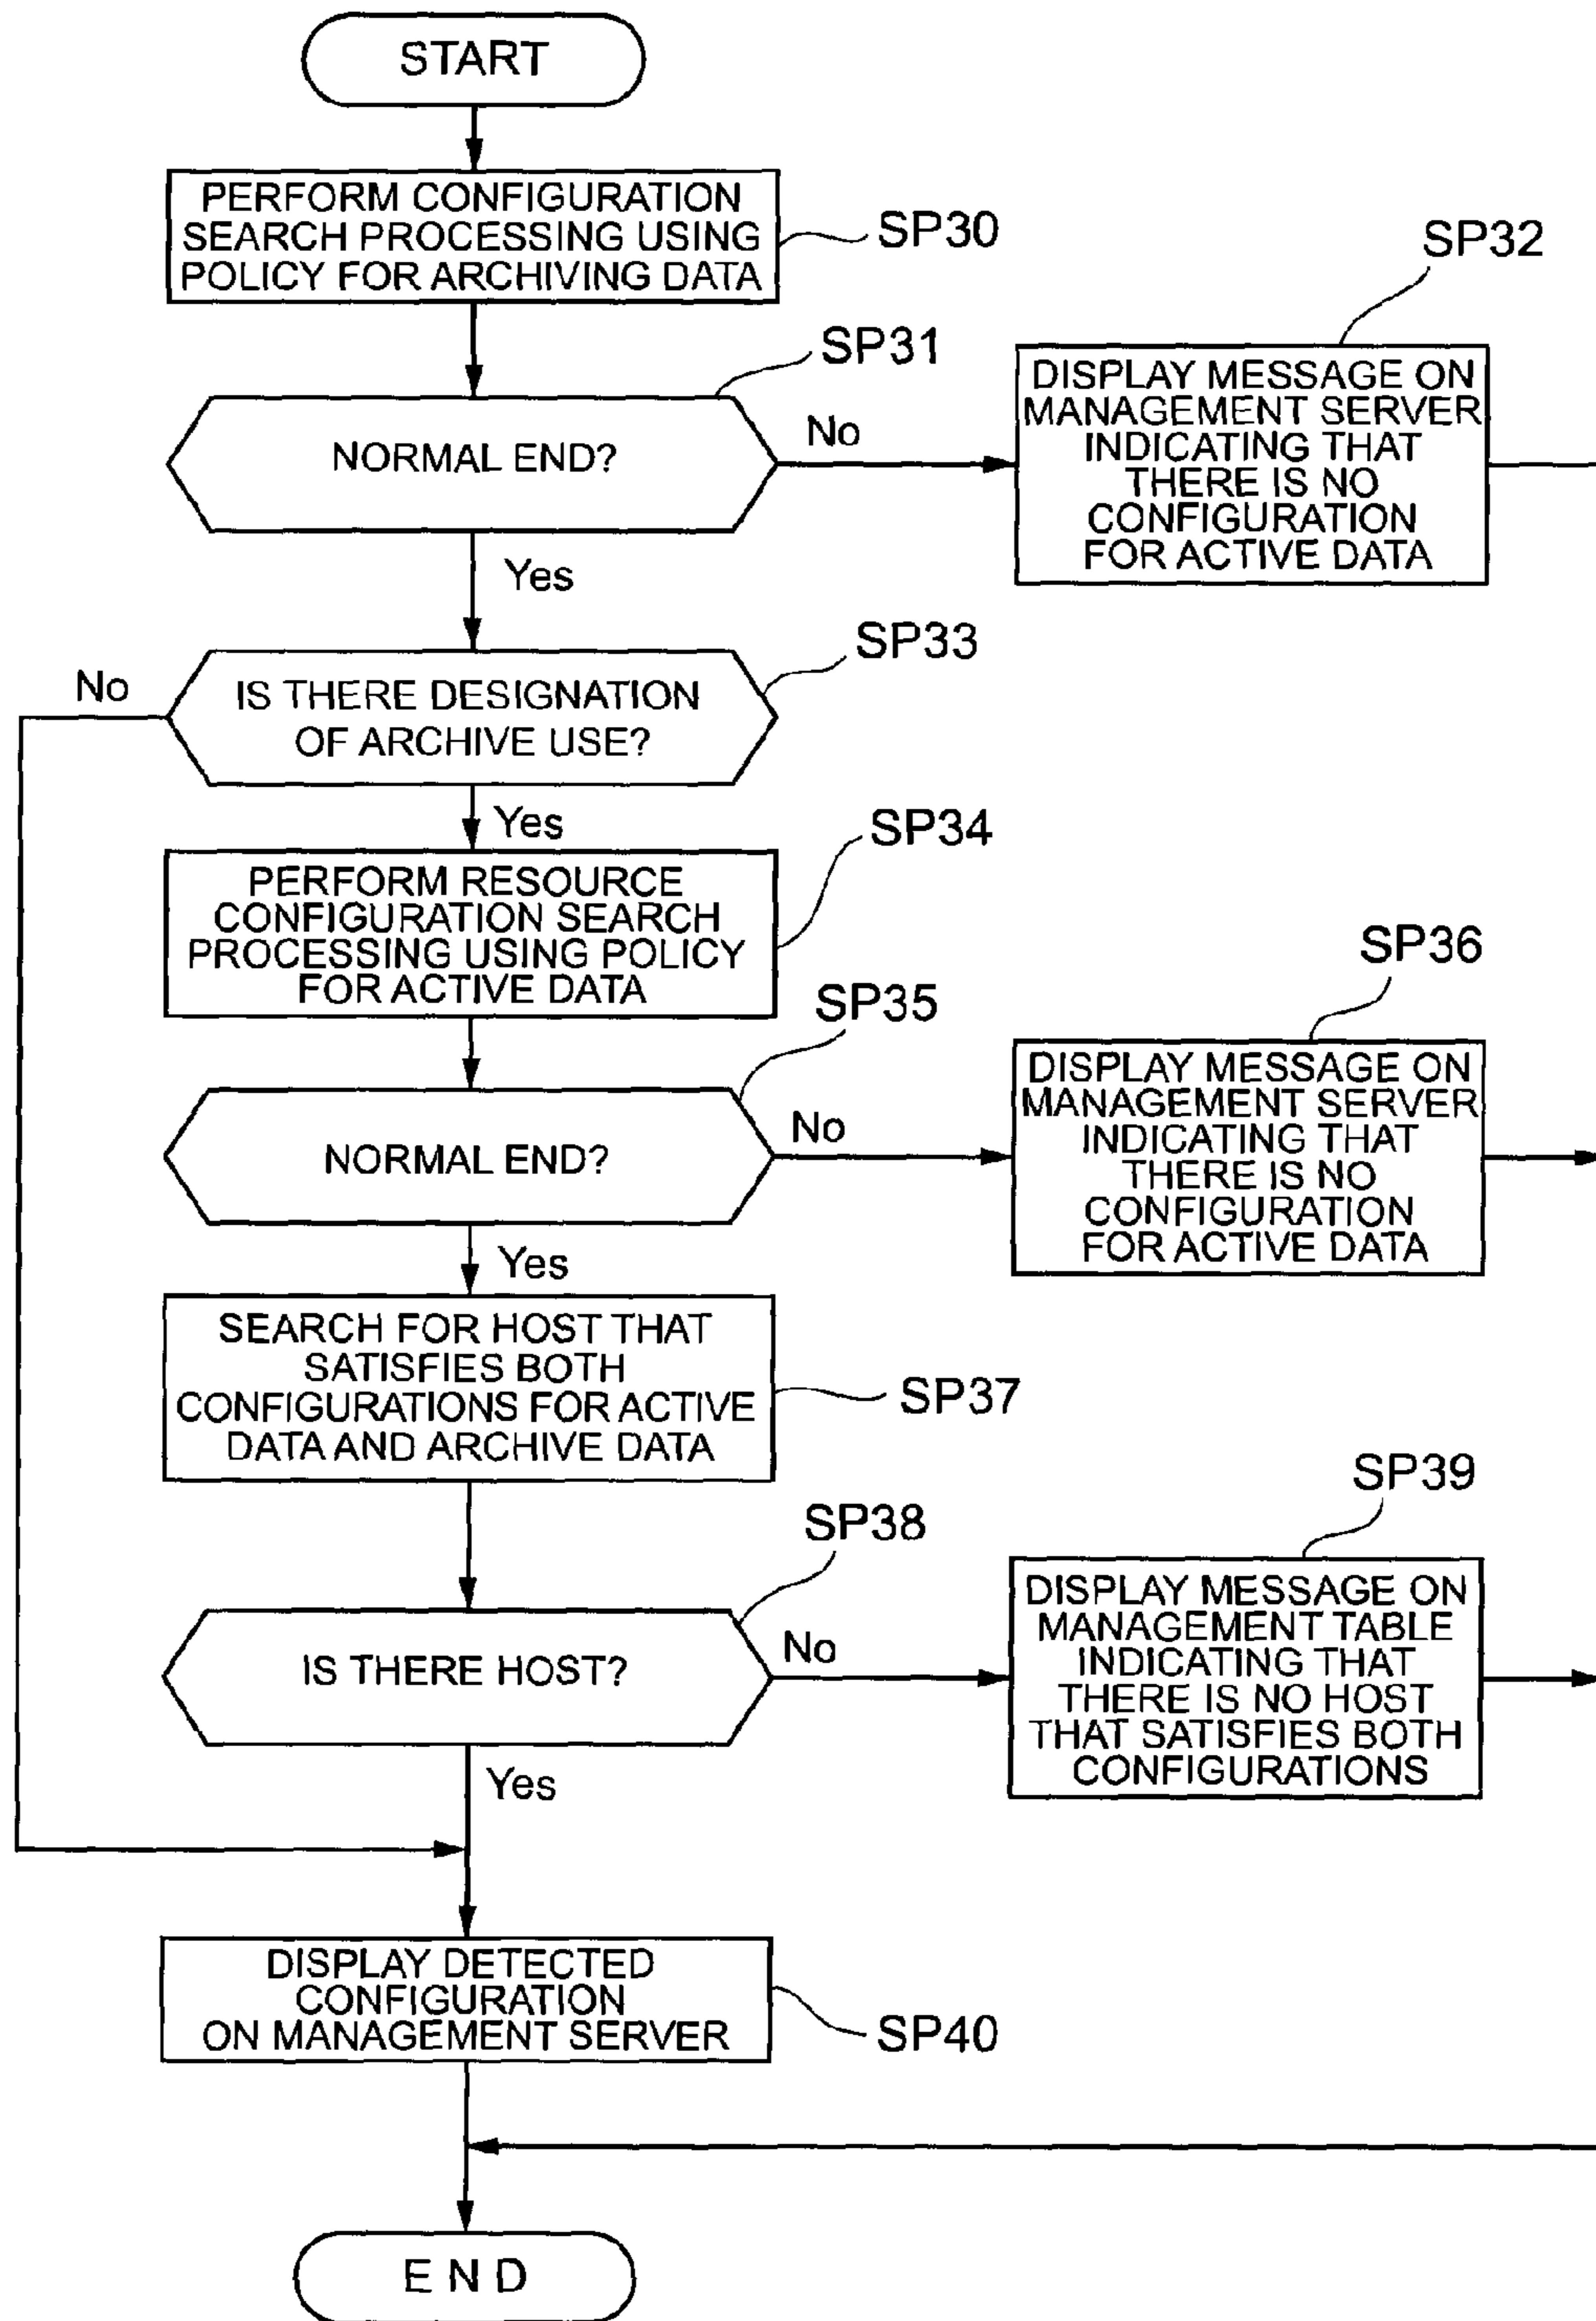 START
PERFORM CONFIGURATION
SEARCH PROCESSING USING
POLICY FOR ARCHIVING DATA
SP30
SP31
NORMAL END?
No
SP32
DISPLAY MESSAGE ON
MANAGEMENT SERVER
INDICATING THAT
THERE IS NO
CONFIGURATION
FOR ACTIVE DATA
Yes
SP33
No
IS THERE DESIGNATION
OF ARCHIVE USE?
Yes
SP34
PERFORM RESOURCE
CONFIGURATION SEARCH
PROCESSING USING POLICY
FOR ACTIVE DATA
SP35
NORMAL END?
No
SP36
DISPLAY MESSAGE ON
MANAGEMENT SERVER
INDICATING THAT
THERE IS NO
CONFIGURATION
FOR ACTIVE DATA
Yes
SEARCH FOR HOST THAT
SATISFIES BOTH
CONFIGURATIONS FOR ACTIVE
DATA AND ARCHIVE DATA
SP37
SP38
IS THERE HOST?
No
SP39
DISPLAY MESSAGE ON
MANAGEMENT TABLE
INDICATING THAT
THERE IS NO HOST
THAT SATISFIES BOTH
CONFIGURATIONS
Yes
DISPLAY DETECTED
CONFIGURATION
ON MANAGEMENT SERVER
SP40
END